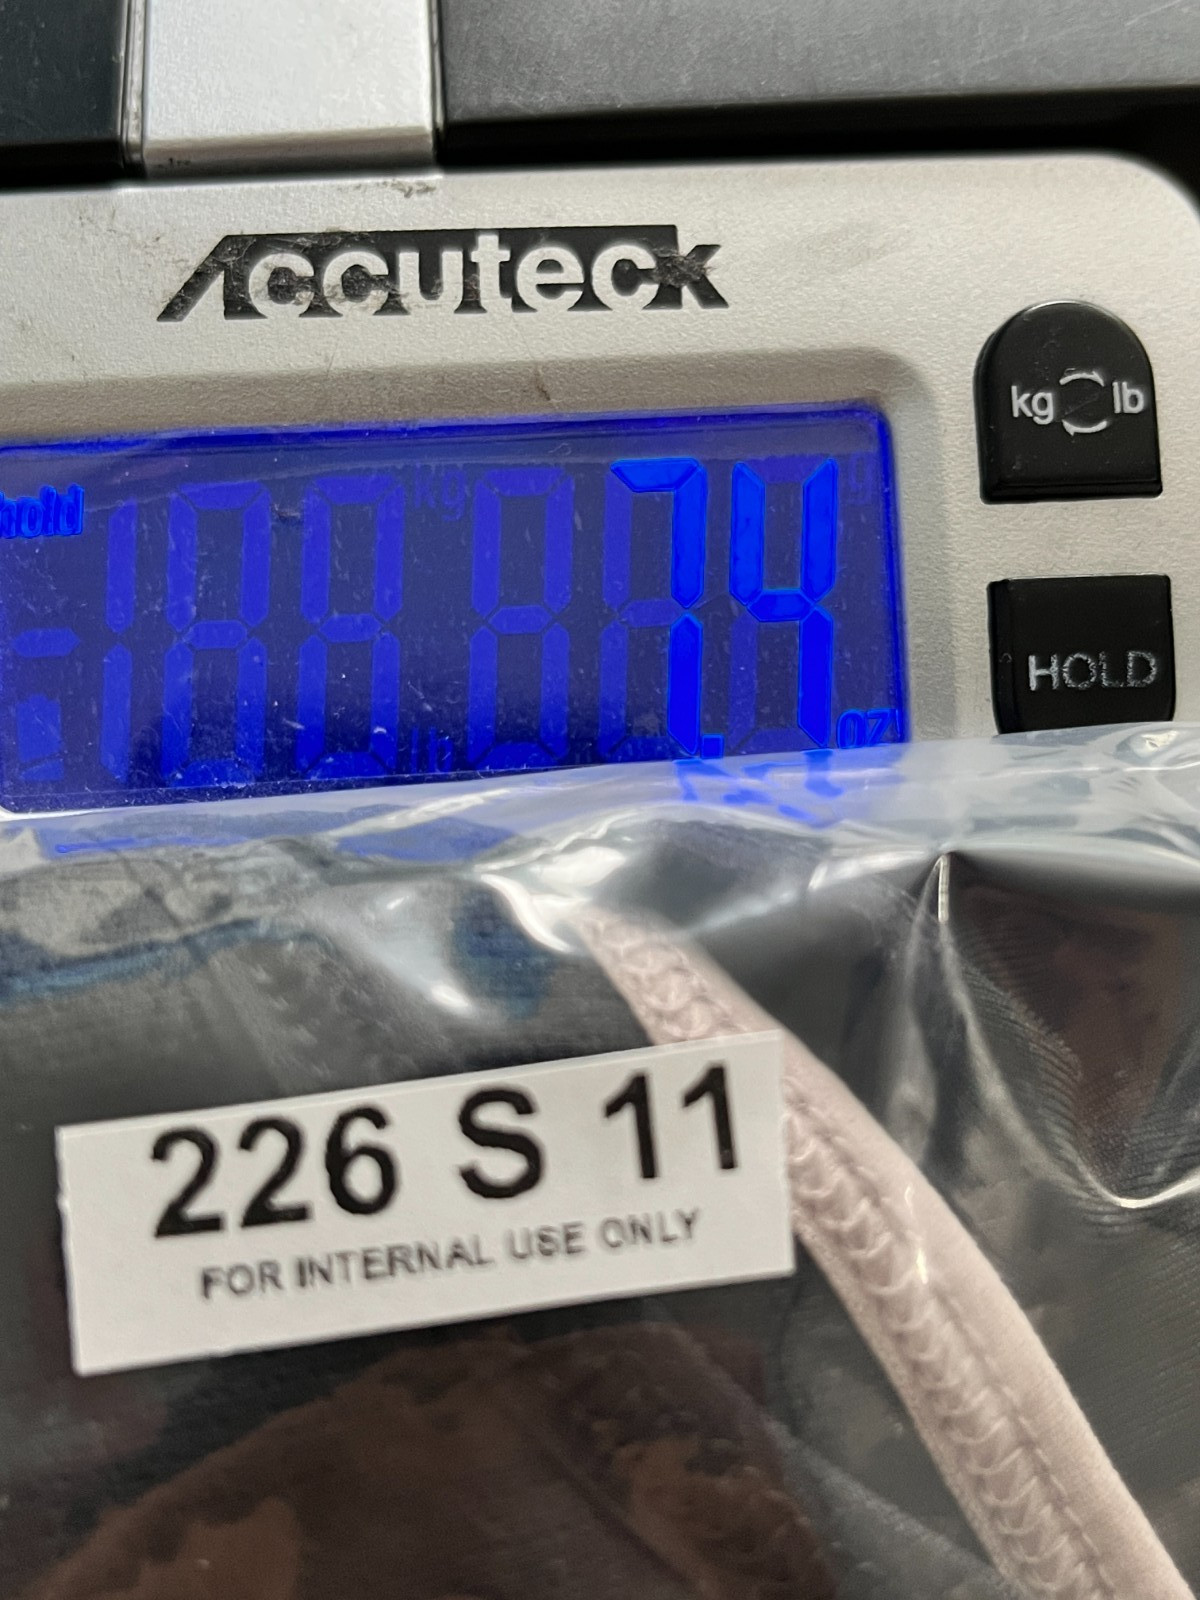 Accuteck
kg lb
hold
7.4
oz
HOLD
226 S 11
FOR INTERNAL USE ONLY